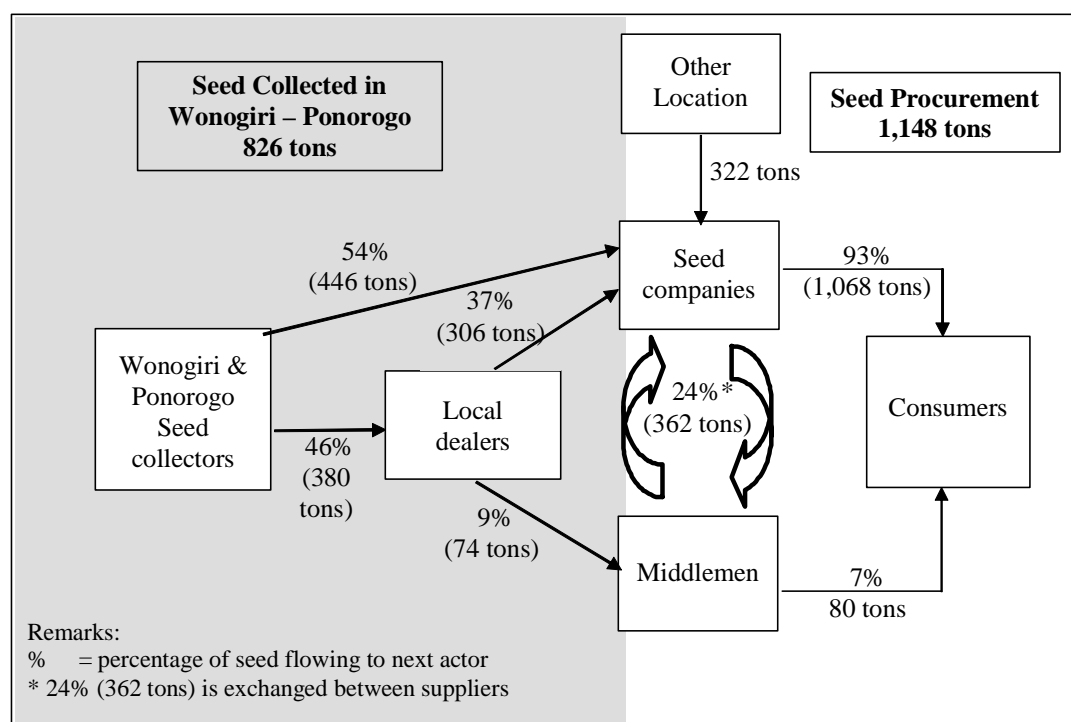 Seed Collected in
Wonogiri – Ponorogo
826 tons
Other
Location
Seed Procurement
1,148 tons
322 tons
54%
(446 tons)
37%
(306 tons)
Seed
companies
93%
(1,068 tons)
Wonogiri &
Ponorogo
Seed
collectors
46%
(380
tons)
Local
dealers
24%*
(362 tons)
Consumers
9%
(74 tons)
Middlemen
7%
80 tons
Remarks:
% = percentage of seed flowing to next actor
* 24% (362 tons) is exchanged between suppliers